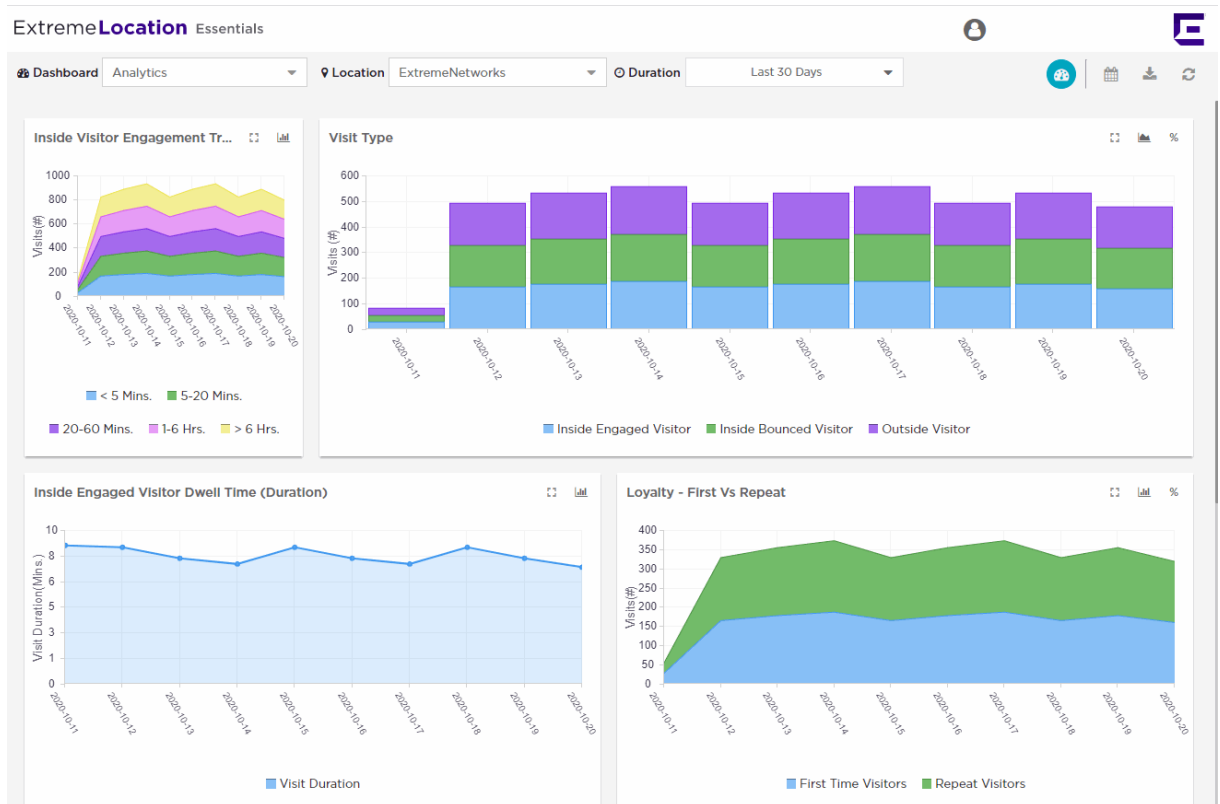 ExtremeLocation Essentials
Dashboard Analytics Location ExtremeNetworks Duration Last 30 Days
Inside Visitor Engagement Tr...
Visits(#)
1000
800
600
400
200
0
2020-10-11 2020-10-12 2020-10-13 2020-10-14 2020-10-15 2020-10-16 2020-10-17 2020-10-18 2020-10-19 2020-10-20
< 5 Mins. 5-20 Mins.
20-60 Mins. 1-6 Hrs. > 6 Hrs.
Visit Type %
Visits (#)
600
500
400
300
200
100
0
2020-10-11 2020-10-12 2020-10-13 2020-10-14 2020-10-15 2020-10-16 2020-10-17 2020-10-18 2020-10-19 2020-10-20
Inside Engaged Visitor Inside Bounced Visitor Outside Visitor
Inside Engaged Visitor Dwell Time (Duration)
Visit Duration(Mins.)
10
8
6
5
3
1
0
2020-10-11 2020-10-12 2020-10-13 2020-10-14 2020-10-15 2020-10-16 2020-10-17 2020-10-18 2020-10-19 2020-10-20
Visit Duration
Loyalty - First Vs Repeat %
Visits(#)
400
350
300
250
200
150
100
50
0
2020-10-11 2020-10-12 2020-10-13 2020-10-14 2020-10-15 2020-10-16 2020-10-17 2020-10-18 2020-10-19 2020-10-20
First Time Visitors Repeat Visitors